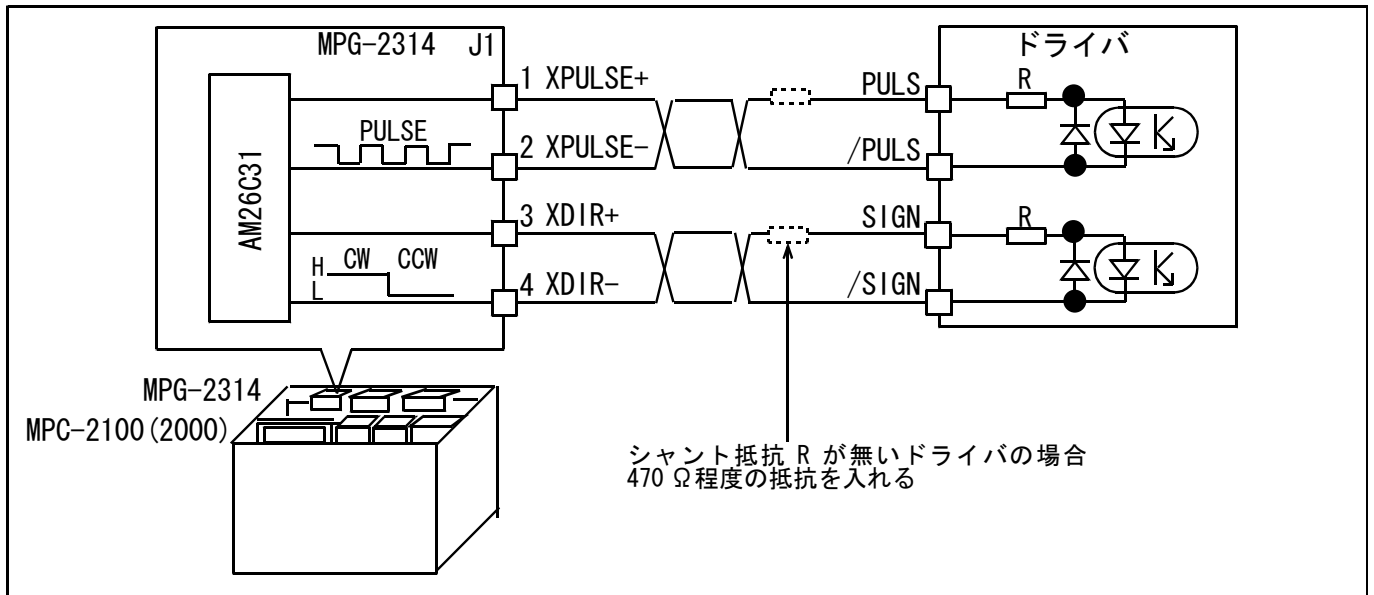 MPG-2314 J1
ドライバ
AM26C31
1 XPULSE+
PULS
R
PULSE
2 XPULSE-
/PULS
3 XDIR+
SIGN
R
H
L
CW CCW
4 XDIR-
/SIGN
MPG-2314
MPC-2100(2000)
シャント抵抗 R が無いドライバの場合
470 Ω程度の抵抗を入れる